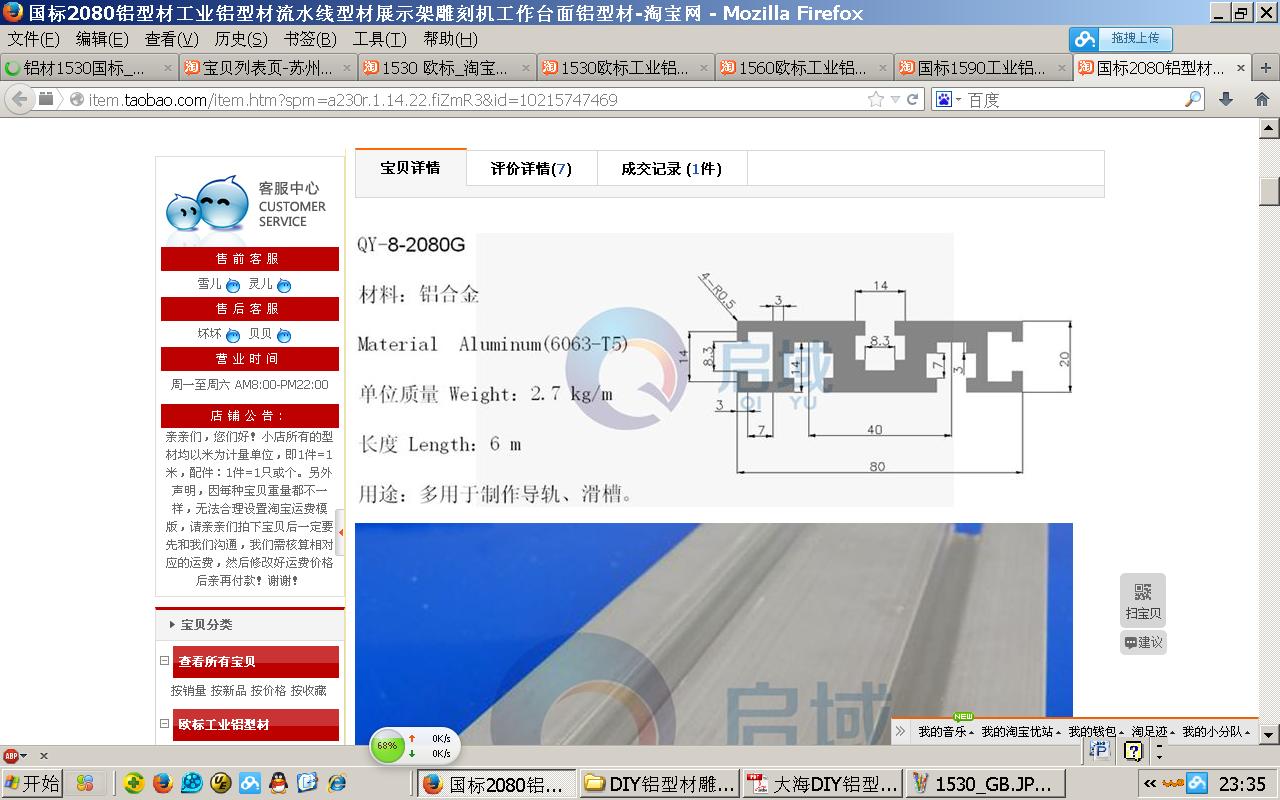 国标2080铝型材工业铝型材流水线型材展示架雕刻机工作台面铝型材-淘宝网 - Mozilla Firefox
文件(F) 编辑(E) 查看(V) 历史(S) 书签(B) 工具(T) 帮助(H)
拖拽上传
铝材1530国标_...
宝贝列表页-苏州...
1530 欧标_淘宝...
1530欧标工业铝...
1560欧标工业铝...
国标1590工业铝...
国标2080铝型材...
item.taobao.com/item.htm?spm=a230r.1.14.22.fiZmR3&id=10215747469
百度
客服中心
CUSTOMER
SERVICE
售前客服
雪儿 灵儿
售后客服
坏坏 贝贝
营业时间
周一至周六 AM8:00-PM22:00
店铺公告:
亲亲们，您们好！小店所有的型
材均以米为计量单位，即1件=1
米，配件：1件=1只或个。另外
声明，因每种宝贝重量都不一
样，无法合理设置淘宝运费模
版，请亲亲们拍下宝贝后一定要
先和我们沟通，我们需核算相对
应的运费，然后修改好运费价格
后亲再付款！谢谢！
宝贝分类
查看所有宝贝
按销量 按新品 按价格 按收藏
欧标工业铝型材
宝贝详情
评价详情(7)
成交记录 (1件)
QY-8-2080G
材料：铝合金
Material Aluminum(6063-T5)
单位质量 Weight: 2.7 kg/m
长度 Length: 6 m
用途：多用于制作导轨、滑槽。
4-R0.5
3
14
8.3
14
8.3
14
7
3
20
3
7
40
80
启域
QI YU
启域
扫宝贝
建议
68%
0K/s
0K/s
NEW
我的音乐 我的淘宝优站 我的钱包 淘足迹 我的小分队
ABP
开始
国标2080铝...
DIY铝型材雕...
大海DIY铝型...
1530_GB.JP...
23:35